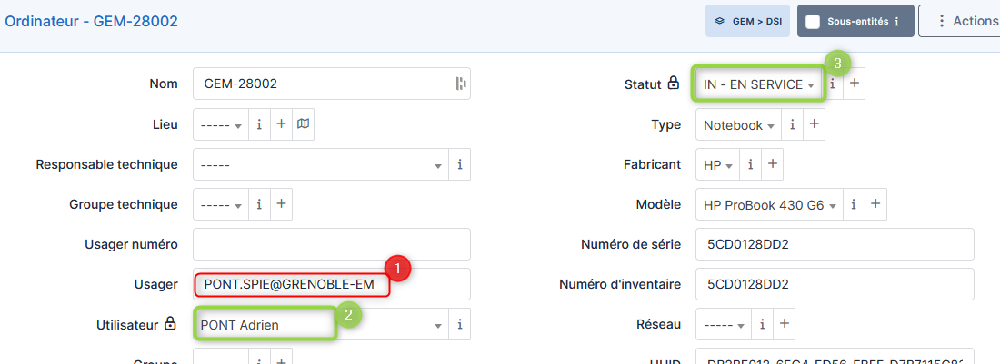 Ordinateur - GEM-28002
GEM > DSI
Sous-entités i
Actions
3
Nom GEM-28002
Statut IN - EN SERVICE i +
Lieu ----- i +
Type Notebook i +
Responsable technique ----- i
Fabricant HP i +
Groupe technique ----- i +
Modèle HP ProBook 430 G6 i +
Usager numéro
Numéro de série 5CD0128DD2
1
Usager PONT.SPIE@GRENOBLE-EM
Numéro d'inventaire 5CD0128DD2
2
Utilisateur PONT Adrien i
Réseau ----- i +
Groupe
UUID